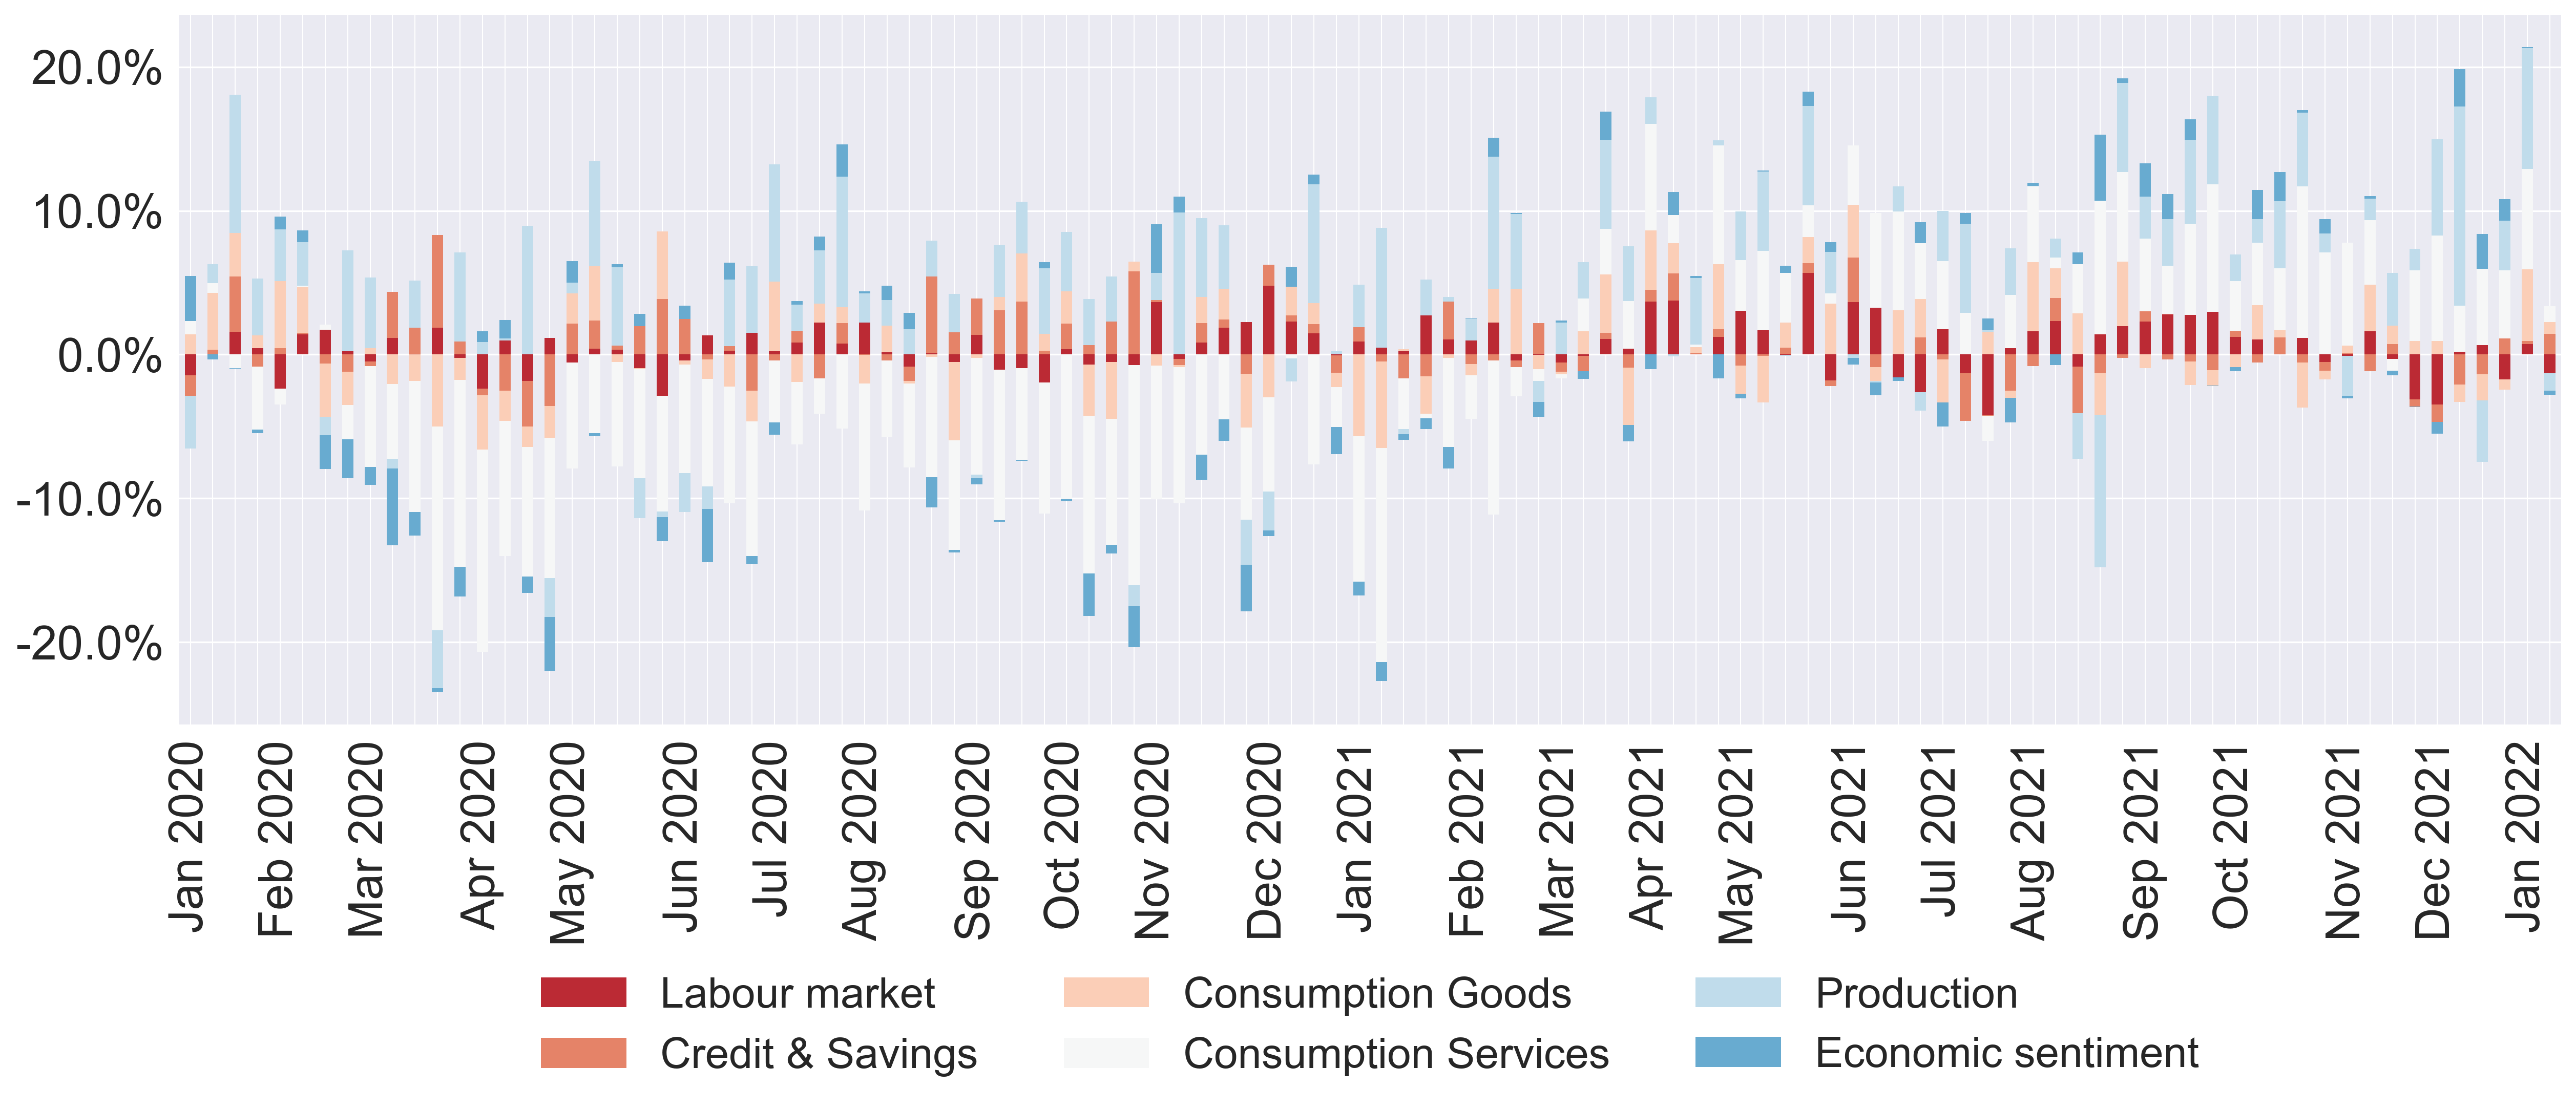 20.0%
10.0%
0.0%
-10.0%
-20.0%
Jan 2020
Feb 2020
Mar 2020
Apr 2020
May 2020
Jun 2020
Jul 2020
Aug 2020
Sep 2020
Oct 2020
Nov 2020
Dec 2020
Jan 2021
Feb 2021
Mar 2021
Apr 2021
May 2021
Jun 2021
Jul 2021
Aug 2021
Sep 2021
Oct 2021
Nov 2021
Dec 2021
Jan 2022
Labour market
Consumption Goods
Production
Credit & Savings
Consumption Services
Economic sentiment